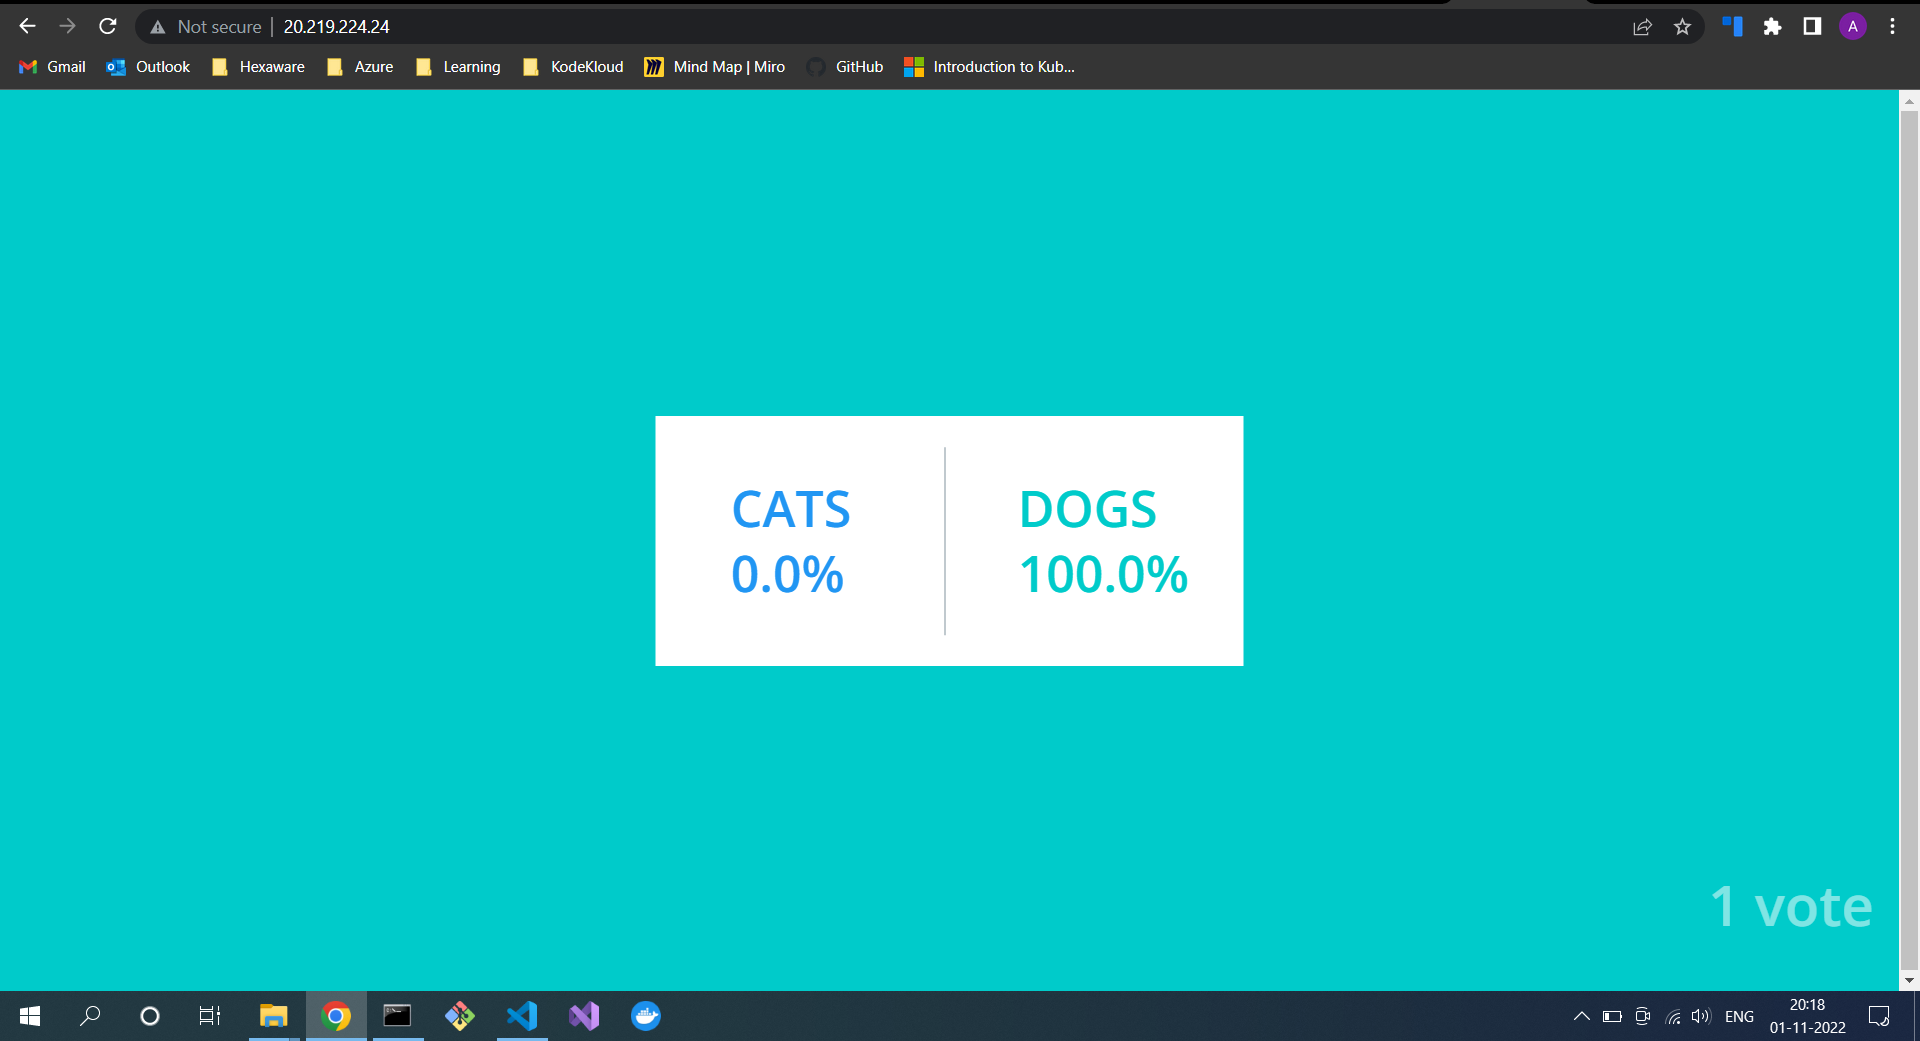 Not secure 20.219.224.24 A
Gmail Outlook Hexaware Azure Learning KodeKloud Mind Map | Miro GitHub Introduction to Kub...
CATS DOGS
0.0% 100.0%
1 vote
ENG 20:18
01-11-2022